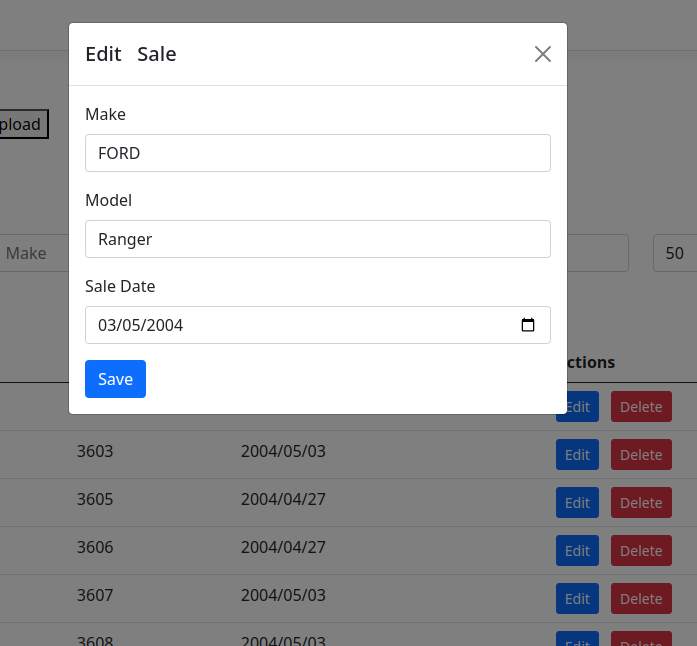 Edit Sale
Make
FORD
pload
Model
Ranger
Make
50
Sale Date
03/05/2004
ctions
Save
Edit Delete
3603 2004/05/03 Edit Delete
3605 2004/04/27 Edit Delete
3606 2004/04/27 Edit Delete
3607 2004/05/03 Edit Delete
3608 2004/05/03 Edit Delete